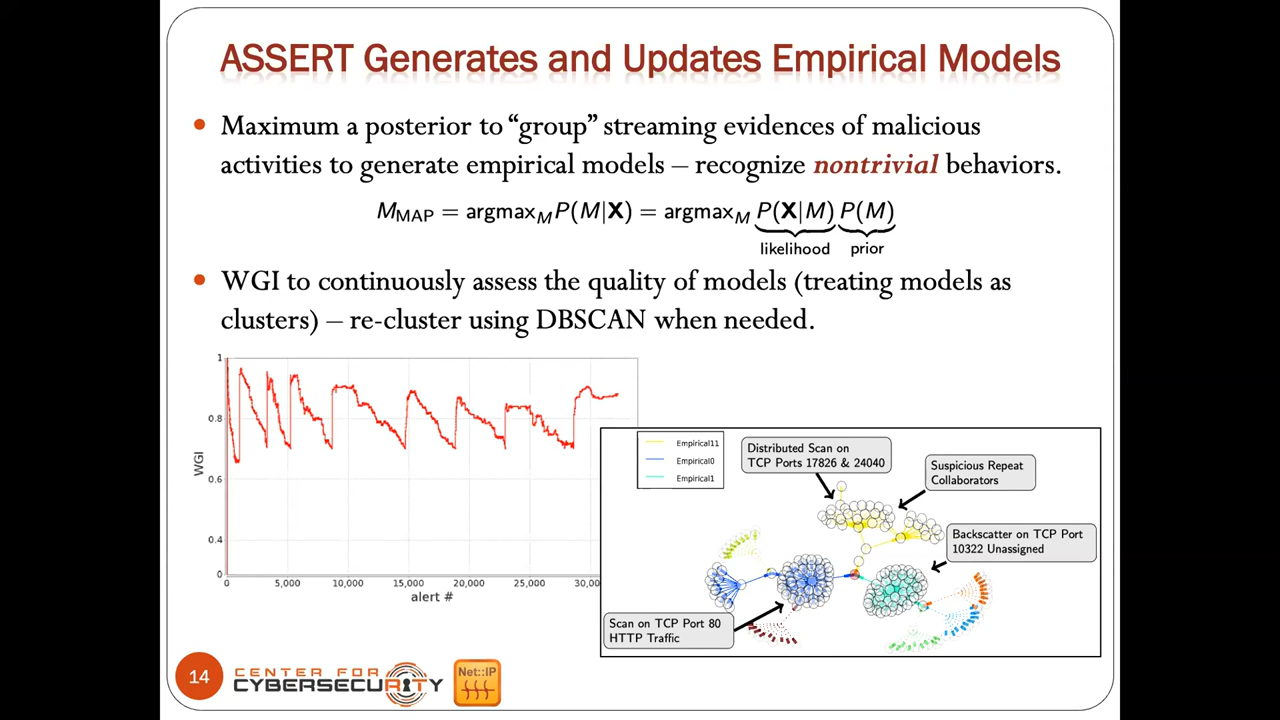 ASSERT Generates and Updates Empirical Models
• Maximum a posterior to “group” streaming evidences of malicious
activities to generate empirical models – recognize nontrivial behaviors.
M_MAP = argmax_M P(M|X) = argmax_M P(X|M) P(M)
likelihood prior
• WGI to continuously assess the quality of models (treating models as
clusters) – re-cluster using DBSCAN when needed.
1
0.8
0.6
0.4
0
WGI
0 5,000 10,000 15,000 20,000 25,000 30,000
alert #
Empirical11
Empirical0
Empirical1
Distributed Scan on
TCP Ports 17826 & 24040
Suspicious Repeat
Collaborators
Backscatter on TCP Port
10322 Unassigned
Scan on TCP Port 80
HTTP Traffic
14
CENTER FOR
CYBERSECURITY
Net::IP